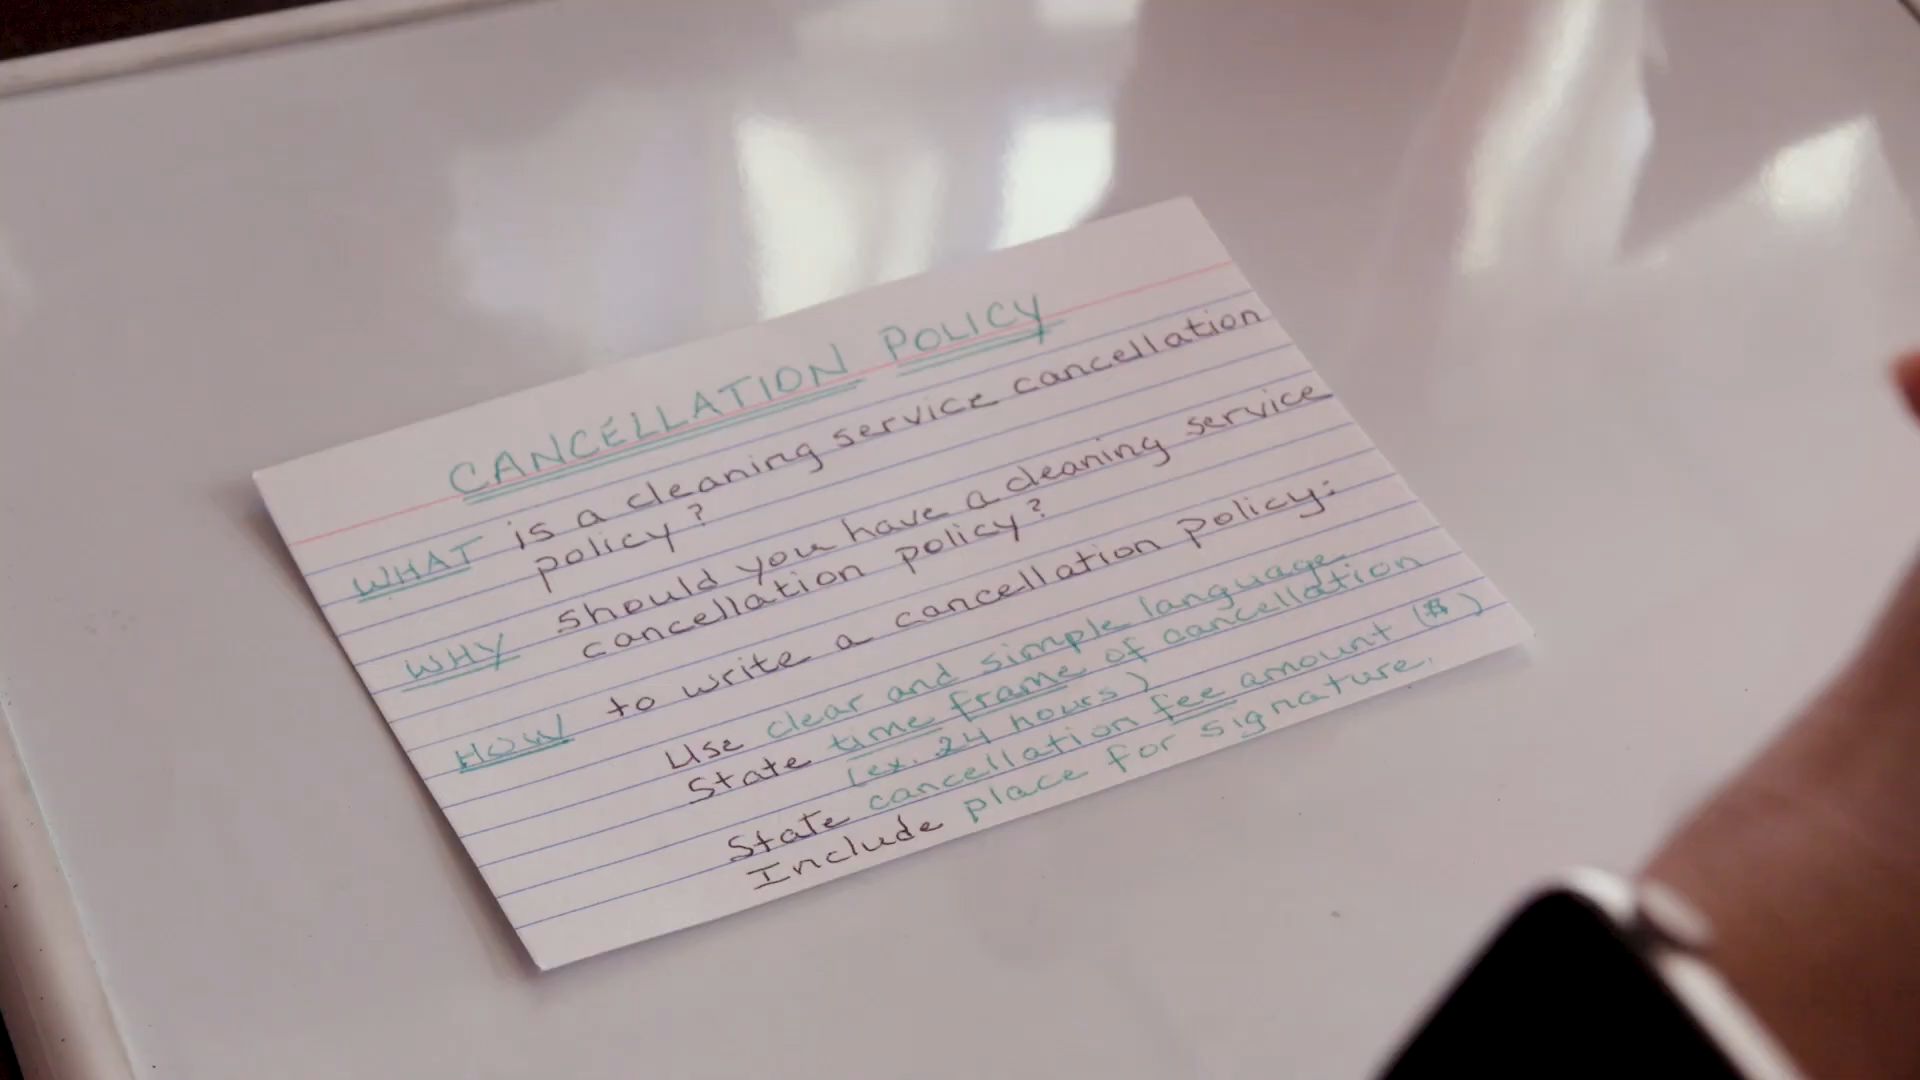 CANCELLATION POLICY
WHAT is a cleaning service cancellation
policy?
WHY should you have a cleaning service
cancellation policy?
HOW to write a cancellation policy:
Use clear and simple language
State time frame of cancellation
(ex. 24 hours)
State cancellation fee amount ($)
Include place for signature.